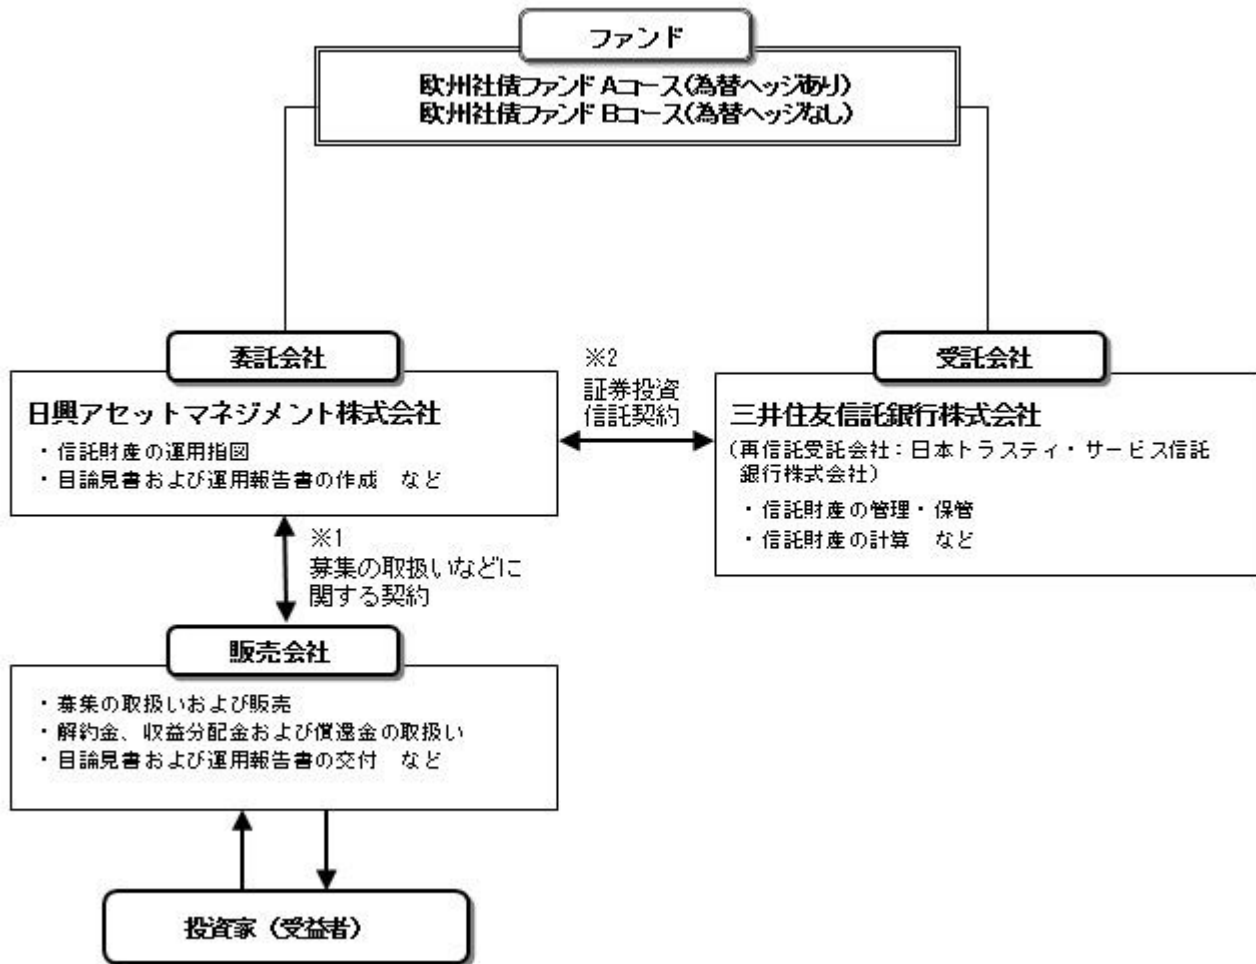 ファンド
欧州社債ファンド Aコース(為替ヘッジあり)
欧州社債ファンド Bコース(為替ヘッジなし)
委託会社
日興アセットマネジメント株式会社
・信託財産の運用指図
・目論見書および運用報告書の作成 など
※2
証券投資
信託契約
受託会社
三井住友信託銀行株式会社
(再信託受託会社：日本トラスティ・サービス信託
銀行株式会社)
・信託財産の管理・保管
・信託財産の計算 など
※1
募集の取扱いなどに
関する契約
販売会社
・募集の取扱いおよび販売
・解約金、収益分配金および償還金の取扱い
・目論見書および運用報告書の交付 など
投資家（受益者）